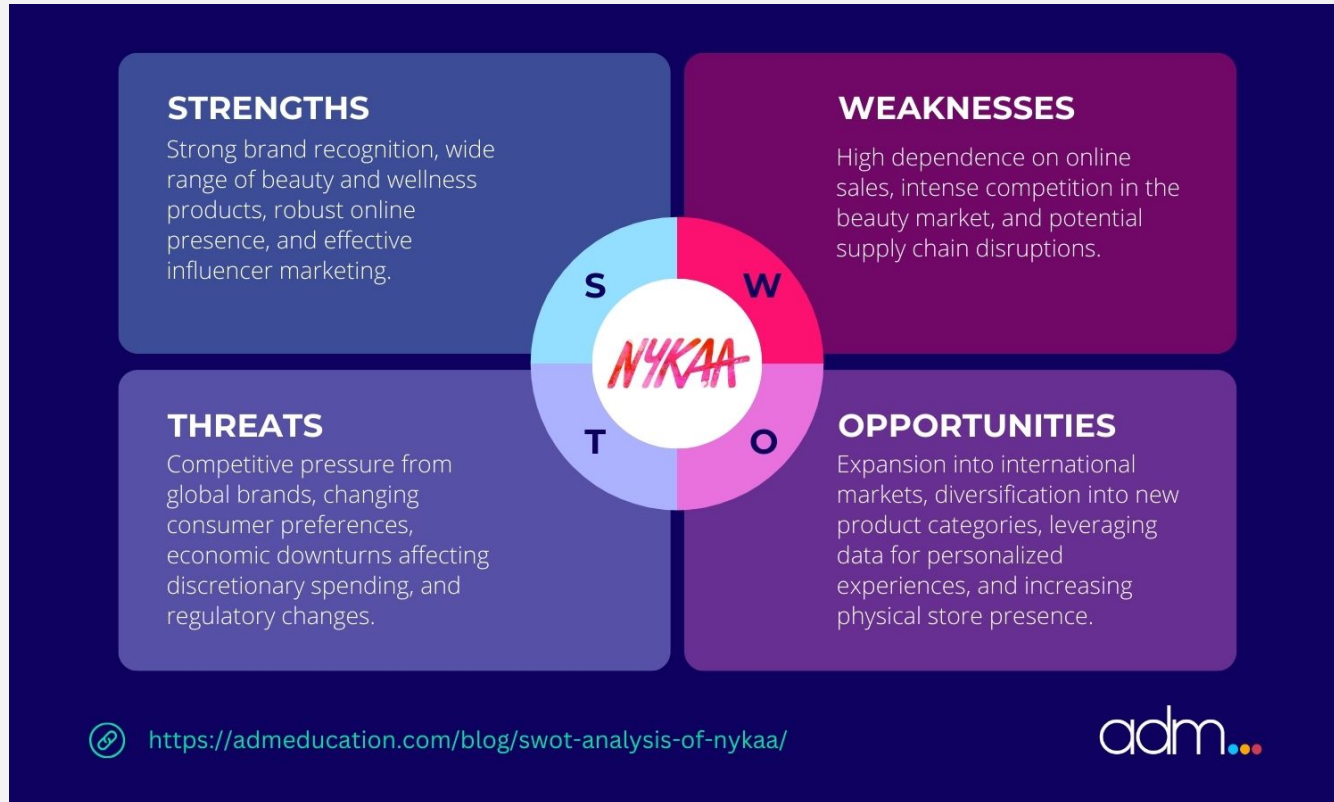 STRENGTHS
Strong brand recognition, wide
range of beauty and wellness
products, robust online
presence, and effective
influencer marketing.
WEAKNESSES
High dependence on online
sales, intense competition in the
beauty market, and potential
supply chain disruptions.
S
W
NYKAA
T
O
THREATS
Competitive pressure from
global brands, changing
consumer preferences,
economic downturns affecting
discretionary spending, and
regulatory changes.
OPPORTUNITIES
Expansion into international
markets, diversification into new
product categories, leveraging
data for personalized
experiences, and increasing
physical store presence.
https://admeducation.com/blog/swot-analysis-of-nykaa/
adm...